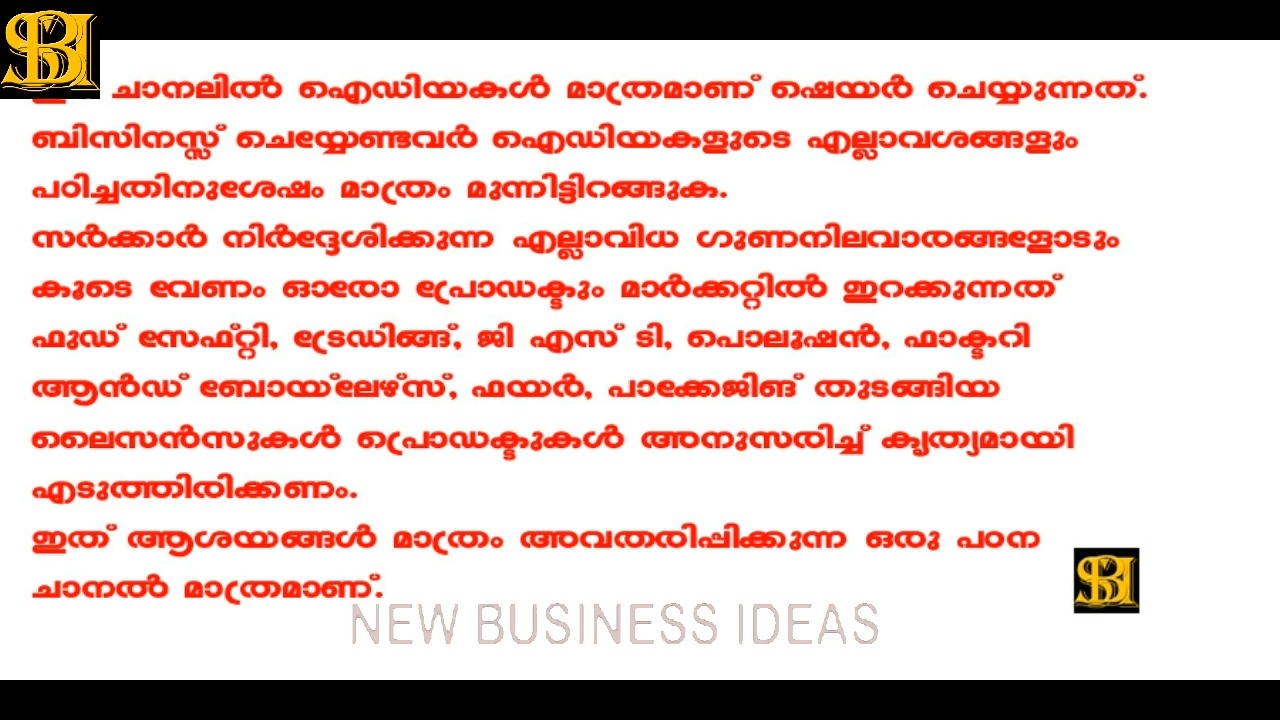 ചാനലിൽ ഐഡിയകൾ മാത്രമാണ് ഷെയർ ചെയ്യുന്നത്.
ബിസിനസ്സ് ചെയ്യേണ്ടവർ ഐഡിയകളുടെ എല്ലാവശങ്ങളും
പഠിച്ചതിനുശേഷം മാത്രം മുന്നിട്ടിറങ്ങുക.
സർക്കാർ നിർദ്ദേശിക്കുന്ന എല്ലാവിധ ഗുണനിലവാരങ്ങളോടും
കൂടെ വേണം ഓരോ പ്രോഡക്ടും മാർക്കറ്റിൽ ഇറക്കുന്നത്
ഫുഡ് സേഫ്റ്റി, ട്രേഡിങ്ങ്, ജി എസ് ടി, പൊലൂഷൻ, ഫാക്ടറി
ആൻഡ് ബോയ്ലേഴ്സ്, ഫയർ, പാക്കേജിങ് തുടങ്ങിയ
ലൈസൻസുകൾ പ്രൊഡക്ടുകൾ അനുസരിച്ച് കൃത്യമായി
എടുത്തിരിക്കണം.
ഇത് ആശയങ്ങൾ മാത്രം അവതരിപ്പിക്കുന്ന ഒരു പഠന
ചാനൽ മാത്രമാണ്.
NEW BUSINESS IDEAS